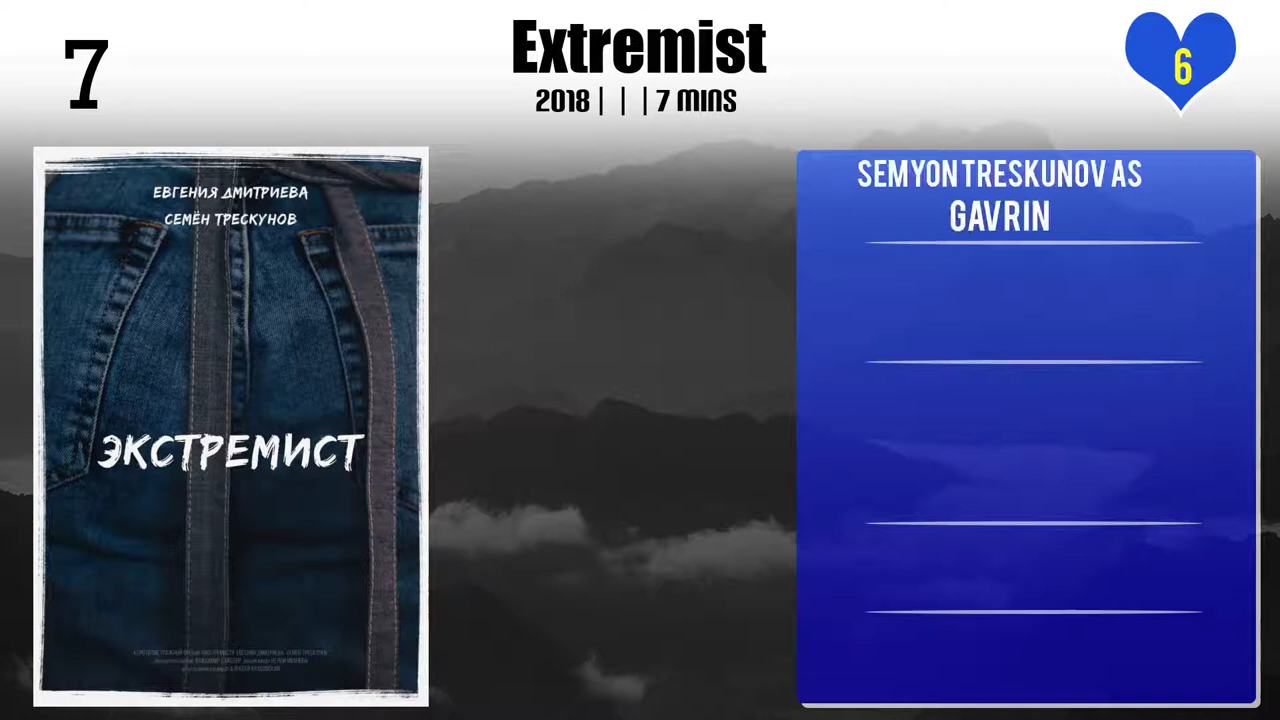 7
Extremist
2018 | | | 7 MINS
6
ЕВГЕНИЯ ДМИТРИЕВА
СЕМЁН ТРЕСКУНОВ
ЭКСТРЕМИСТ
SEMYON TRESKUNOV AS
GAVRIN